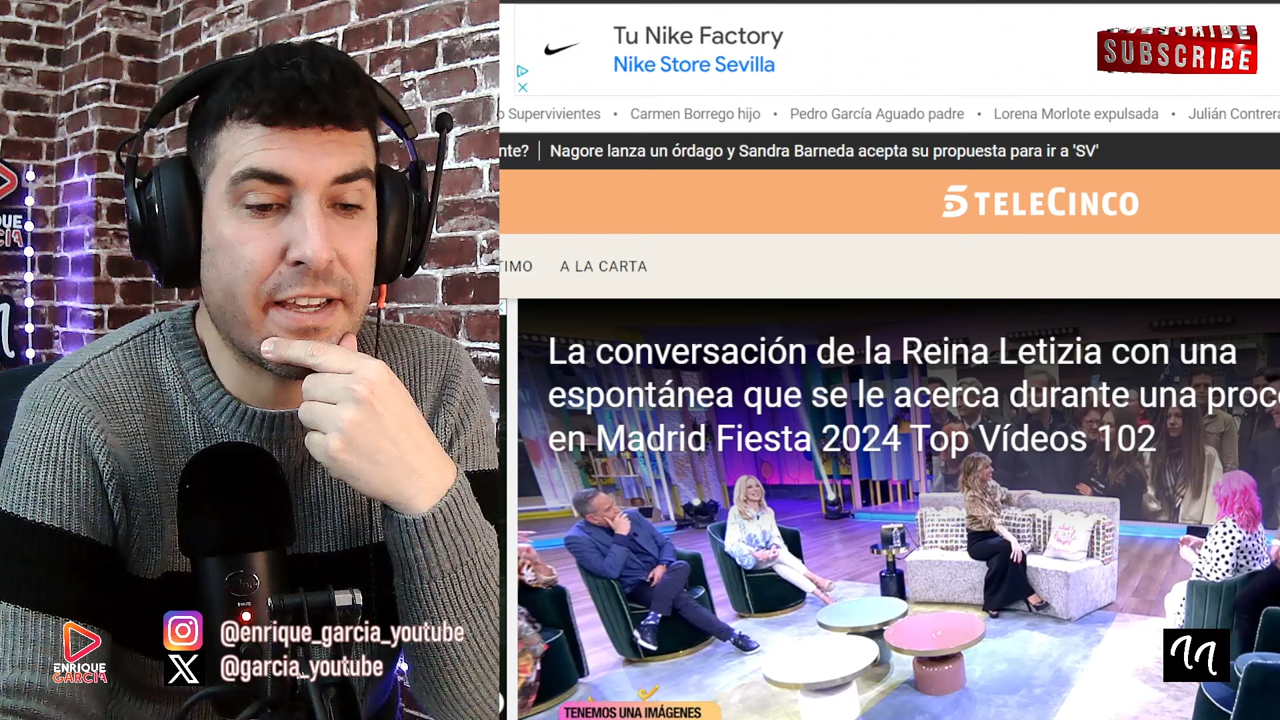 Tu Nike Factory
Nike Store Sevilla
SUBSCRIBE
SUBSCRIBE
Supervivientes • Carmen Borrego hijo • Pedro García Aguado padre • Lorena Morlote expulsada • Julián
nte? | Nagore lanza un órdago y Sandra Barneda acepta su propuesta para ir a 'SV'
TELECINCO
TIMO A LA CARTA
La conversación de la Reina Letizia con una
espontánea que se le acerca durante una
en Madrid Fiesta 2024 Top Vídeos 102
@enrique_garcia_youtube
@garcia_youtube
ENRIQUE
GARCIA
TENEMOS UNA IMÁGENES